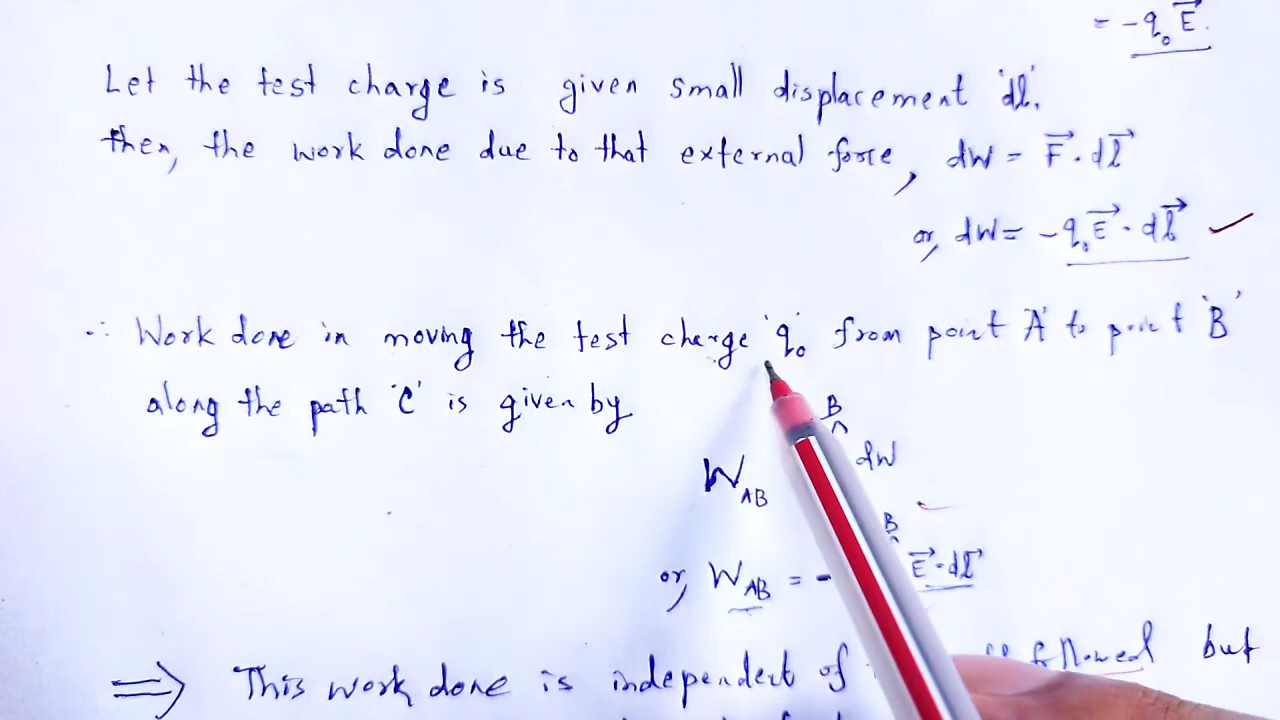 = -q₀ E⃗.
Let the test charge is given small displacement 'dl'.
then, the work done due to that external force, dW = F⃗ . dl⃗
or, dW = -q₀E⃗ . dl⃗ ✓
∴ Work done in moving the test charge 'q₀' from point 'A' to point 'B'
along the path 'C' is given by
B
W_AB dW
B
or, W_AB = - E⃗ . dl⃗
⇒ This work done is independent of followed but